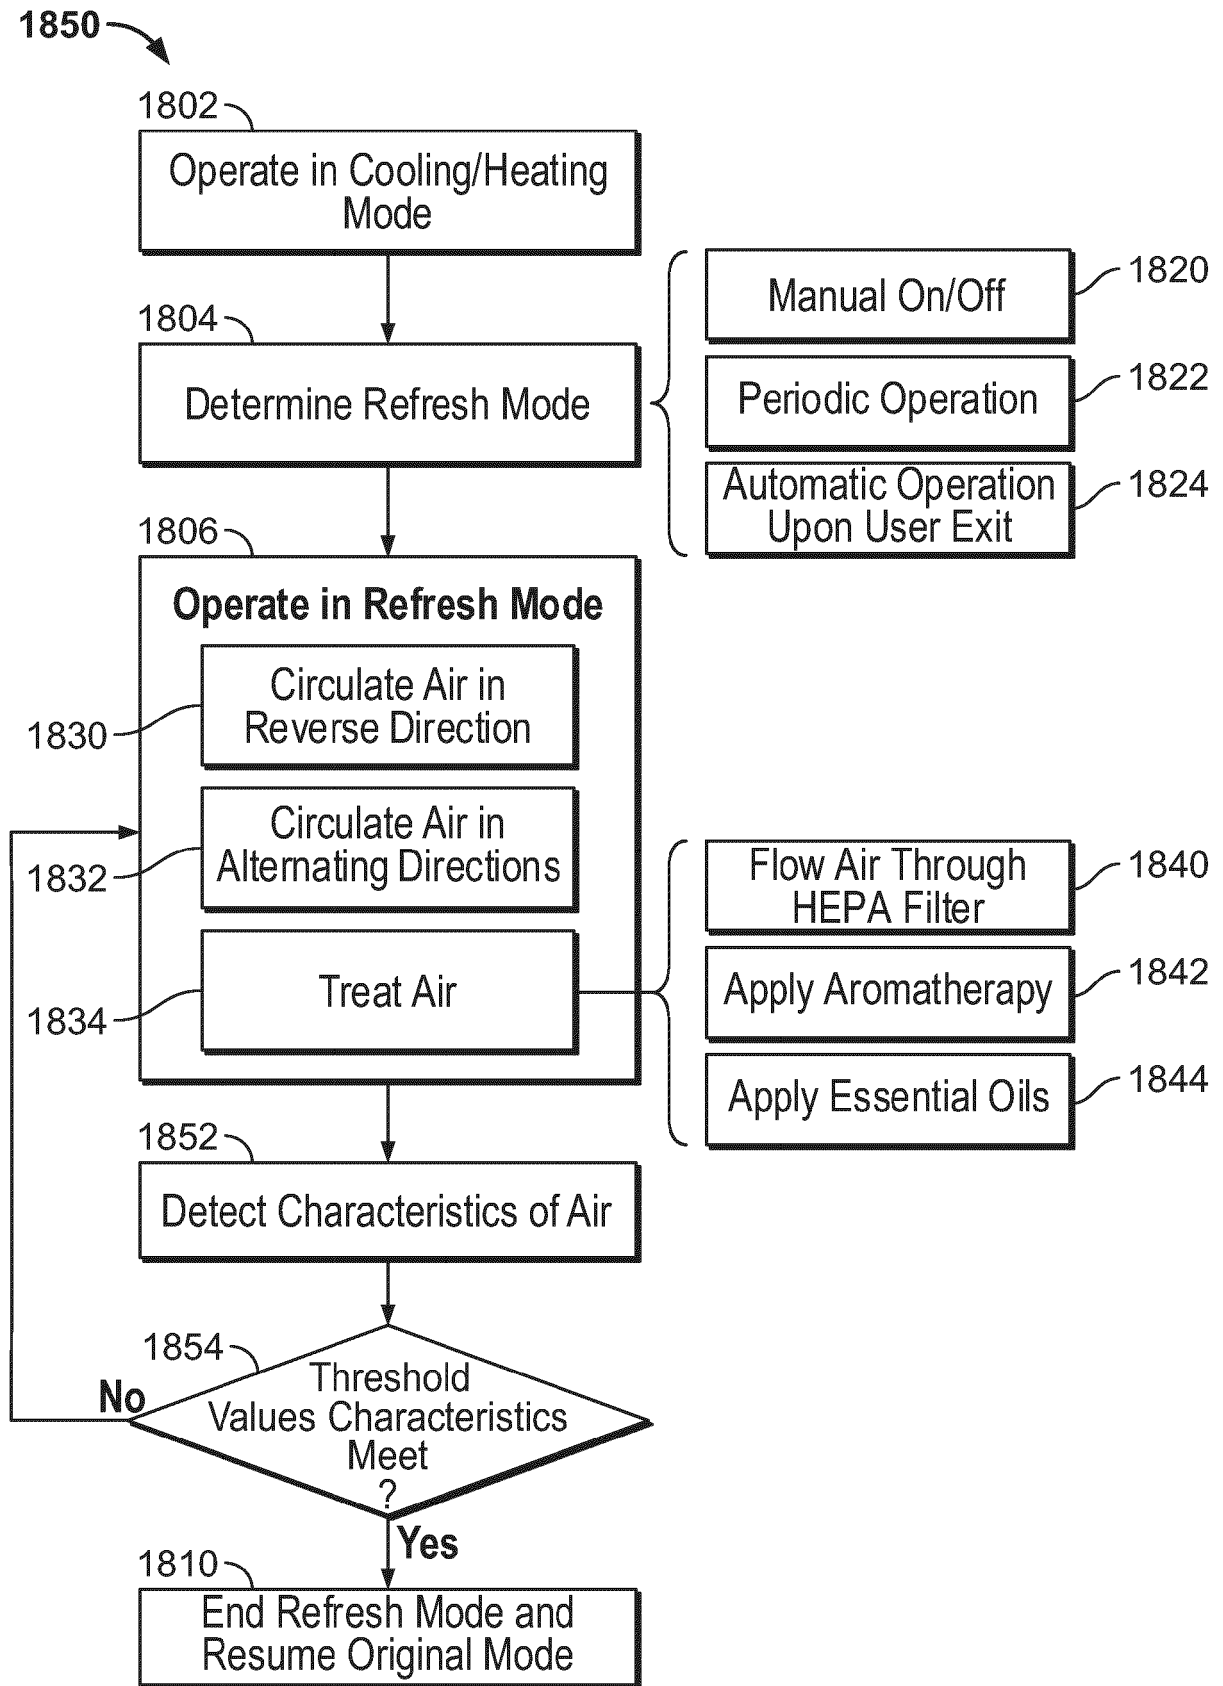 1850
1802
Operate in Cooling/Heating
Mode
1804
Determine Refresh Mode
Manual On/Off
1820
Periodic Operation
1822
Automatic Operation
Upon User Exit
1824
1806
Operate in Refresh Mode
Circulate Air in
Reverse Direction
1830
Circulate Air in
Alternating Directions
1832
Treat Air
1834
Flow Air Through
HEPA Filter
1840
Apply Aromatherapy
1842
Apply Essential Oils
1844
1852
Detect Characteristics of Air
1854
Threshold
Values Characteristics
Meet
?
No
Yes
1810
End Refresh Mode and
Resume Original Mode